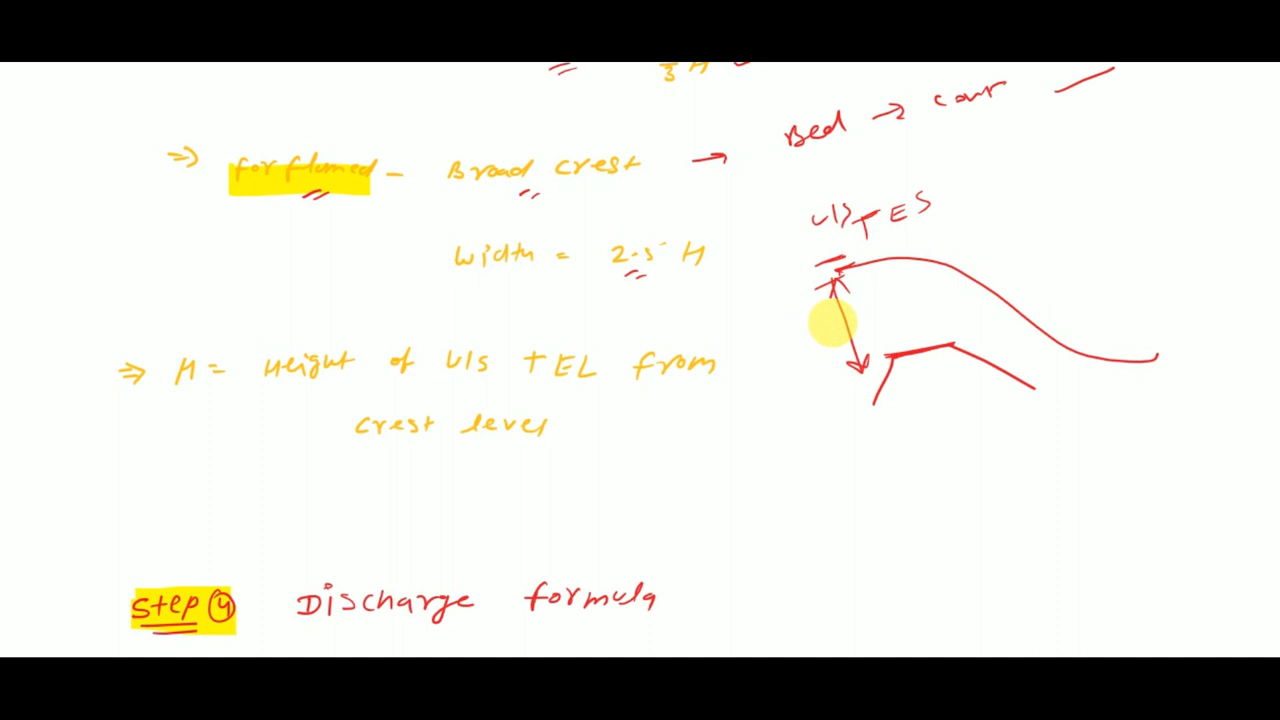 ⇒ for flumed - Broad crest →
Width = 2.5 H
⇒ H = Height of U/S TEL from
crest level
Step 4 Discharge formula
Bed →
U/S TES